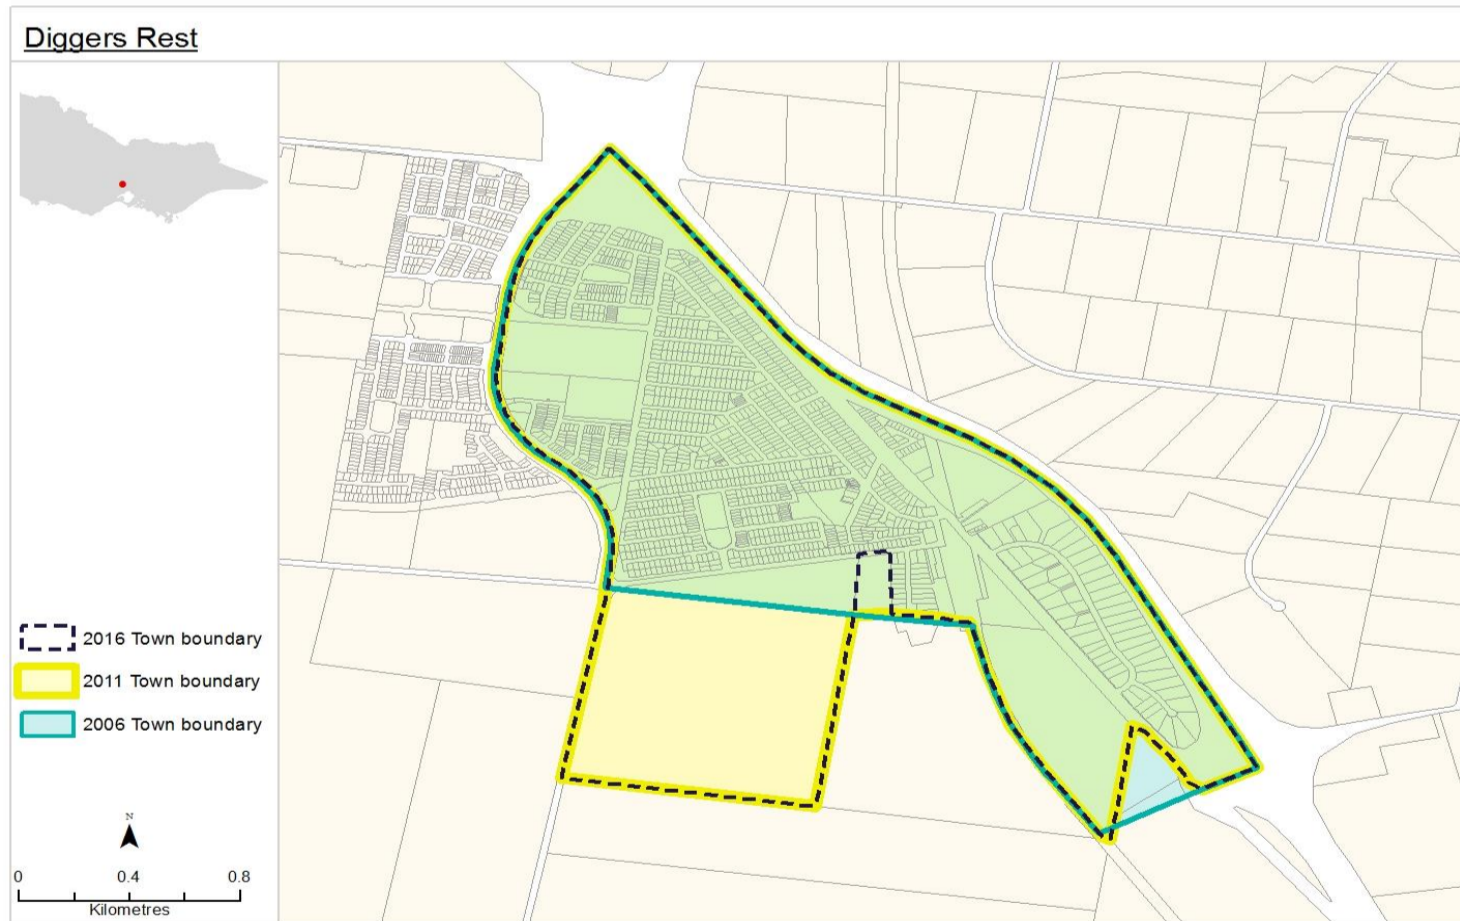 Diggers Rest
2016 Town boundary
2011 Town boundary
2006 Town boundary
N
0 0.4 0.8
Kilometres